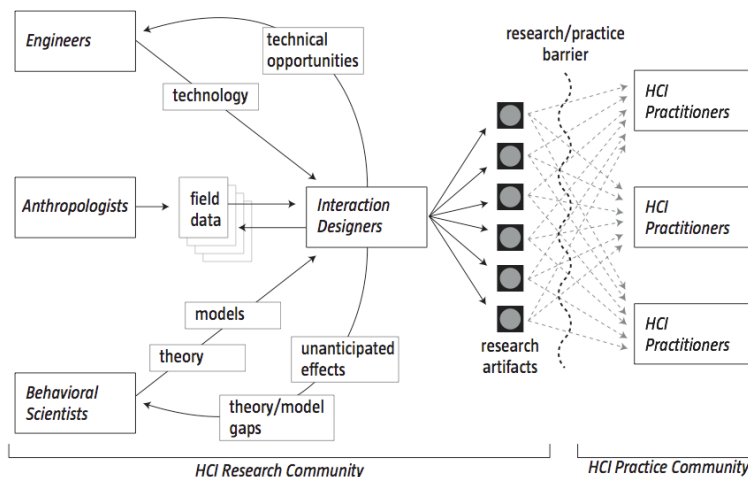 Engineers
technical
opportunities
technology
research/practice
barrier
HCI
Practitioners
Anthropologists
field
data
Interaction
Designers
HCI
Practitioners
models
theory
unanticipated
effects
research
artifacts
HCI
Practitioners
Behavioral
Scientists
theory/model
gaps
HCI Research Community
HCI Practice Community